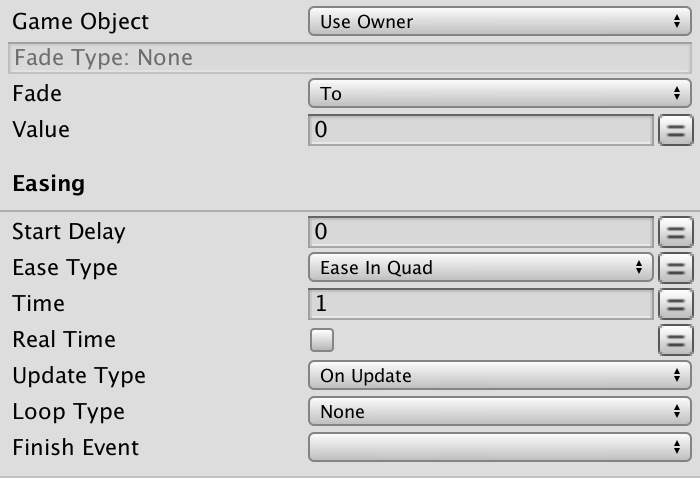 Game Object Use Owner
Fade Type: None
Fade To
Value 0
Easing
Start Delay 0
Ease Type Ease In Quad
Time 1
Real Time
Update Type On Update
Loop Type None
Finish Event